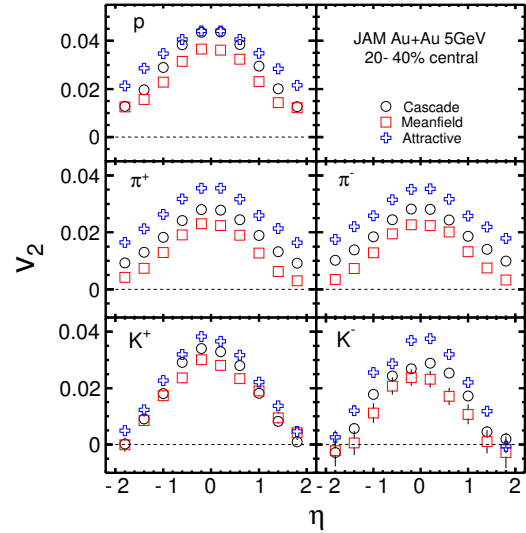 p
JAM Au+Au 5GeV
20- 40% central
Cascade
Meanfield
Attractive
0.04
0.02
0
π+
π-
0.04
0.02
0
v2
K+
K-
0.04
0.02
0
- 2 - 1 0 1 2
- 2 - 1 0 1 2
η